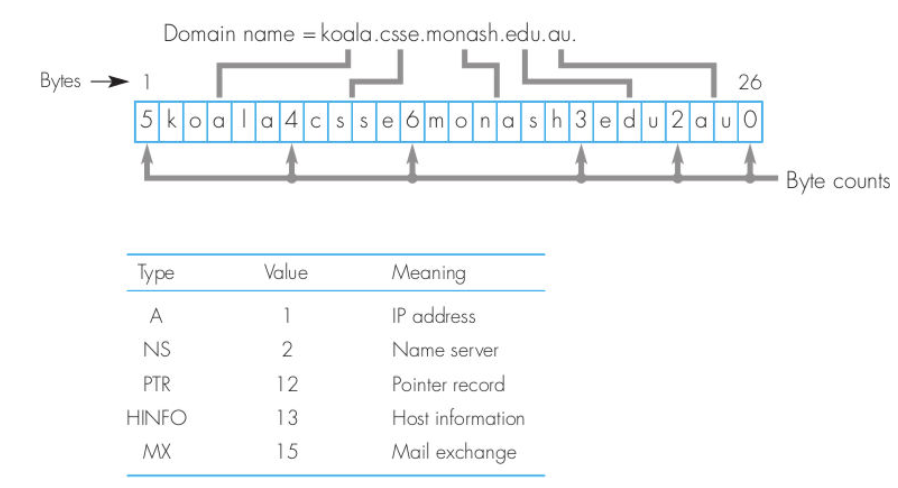 Domain name = koala.csse.monash.edu.au.
Bytes 1 26
5 k o a l a 4 c s s e 6 m o n a s h 3 e d u 2 a u 0
Byte counts
Type Value Meaning
A 1 IP address
NS 2 Name server
PTR 12 Pointer record
HINFO 13 Host information
MX 15 Mail exchange